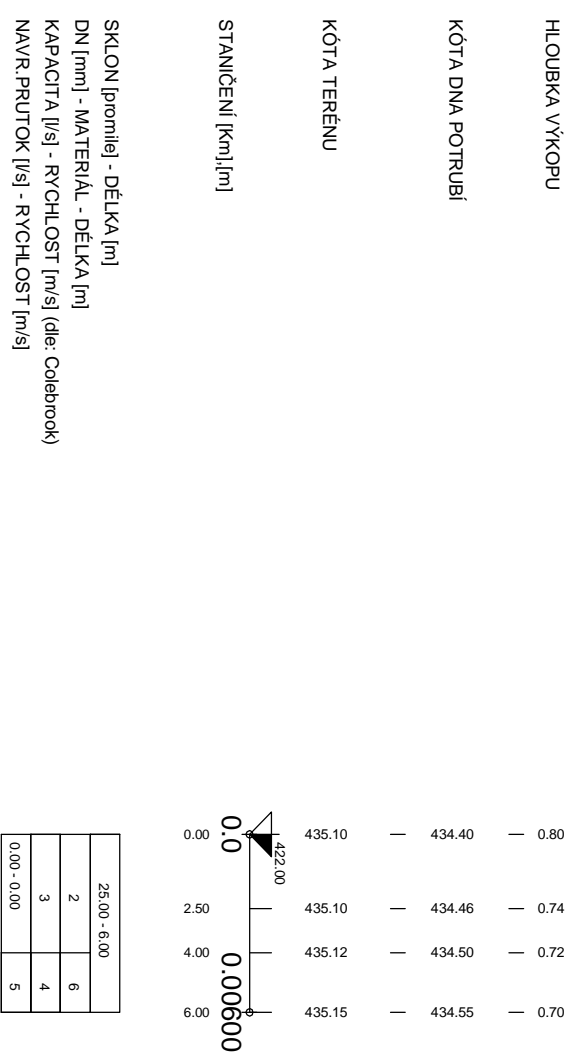 HLOUBKA VÝKOPU
0.80 0.74 0.72 0.70
KÓTA DNA POTRUBÍ
434.40 434.46 434.50 434.55
KÓTA TERÉNU
435.10 435.10 435.12 435.15
422.00
STANIČENÍ [Km],[m]
0.0 0.00600
0.00 2.50 4.00 6.00
SKLON [promile] - DÉLKA [m]
25.00 - 6.00
DN [mm] - MATERIÁL - DÉLKA [m]
2 6
KAPACITA [l/s] - RYCHLOST [m/s] (dle: Colebrook)
3 4
NAVR.PRUTOK [l/s] - RYCHLOST [m/s]
0.00 - 0.00 5